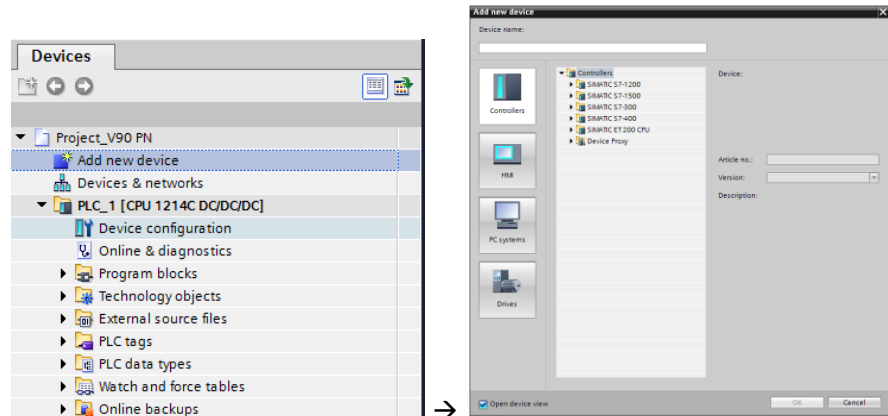 Devices
Project_V90 PN
Add new device
Devices & networks
PLC_1 [CPU 1214C DC/DC/DC]
Device configuration
Online & diagnostics
Program blocks
Technology objects
External source files
PLC tags
PLC data types
Watch and force tables
Online backups
→
Add new device
Device name:
Controllers
HMI
PC systems
Drives
Controllers
SIMATIC S7-1200
SIMATIC S7-1500
SIMATIC S7-300
SIMATIC S7-400
SIMATIC ET 200 CPU
Device Proxy
Device:
Article no.:
Version:
Description:
Open device view
OK
Cancel